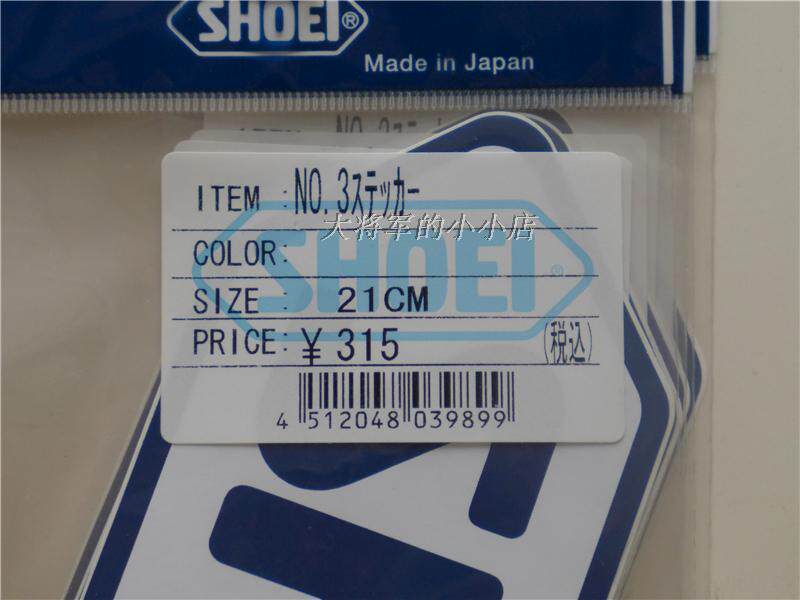 SHOEI®
Made in Japan
ITEM : NO. 3ステッカー
大将军的小小店
COLOR:
SHOEI®
SIZE : 21CM
PRICE: ¥ 315 (税込)
4 512048 039899